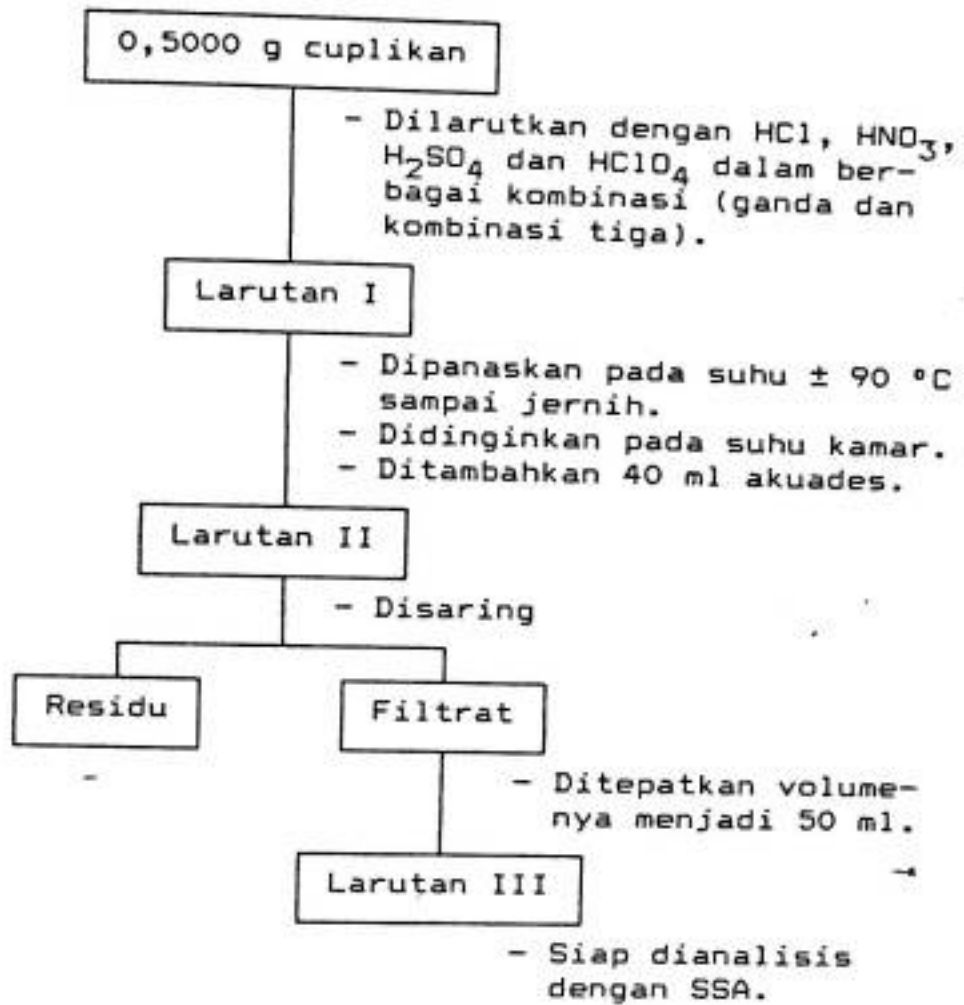 0,5000 g cuplikan
- Dilarutkan dengan HCl, HNO3,
H2SO4 dan HClO4 dalam ber-
bagai kombinasi (ganda dan
kombinasi tiga).
Larutan I
- Dipanaskan pada suhu ± 90 °C
sampai jernih.
- Didinginkan pada suhu kamar.
- Ditambahkan 40 ml akuades.
Larutan II
- Disaring
Residu
Filtrat
- Ditepatkan volume-
nya menjadi 50 ml.
Larutan III
- Siap dianalisis
dengan SSA.